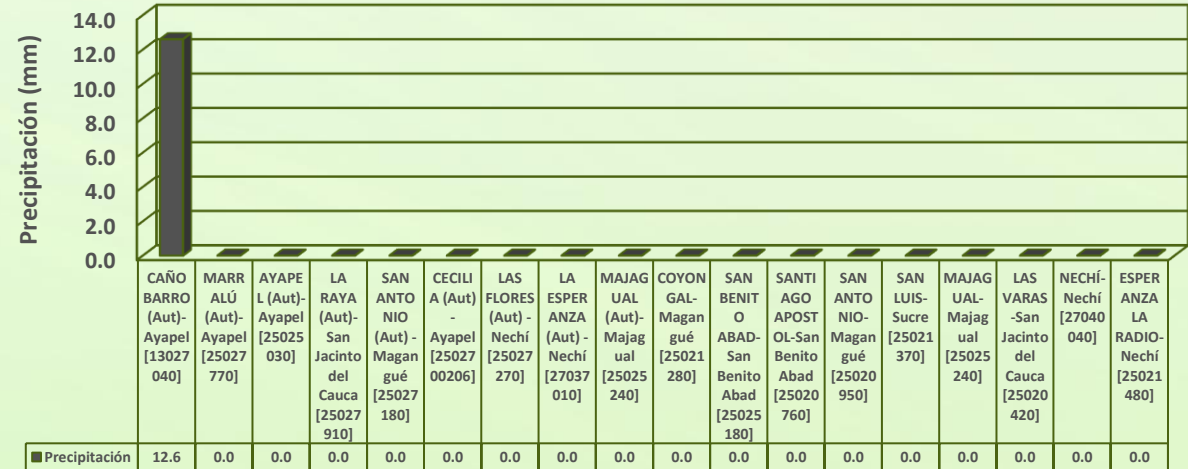 14.0
12.0
10.0
8.0
6.0
4.0
2.0
0.0
Precipitación (mm)
CAÑO
BARRO
(Aut)-
Ayapel
[13027
040]
MARR
ALÚ
(Aut)-
Ayapel
[25027
770]
AYAPE
L (Aut)-
Ayapel
[25025
030]
LA
RAYA
(Aut)-
San
Jacinto
del
Cauca
[25027
910]
SAN
ANTO
NIO
(Aut) -
Magan
gué
[25027
180]
CECILI
A (Aut)
-
Ayapel
[25027
00206]
LAS
FLORES
(Aut) -
Nechí
[25027
270]
LA
ESPER
ANZA
(Aut) -
Nechí
[27037
010]
MAJAG
UAL
(Aut)-
Majag
ual
[25025
240]
COYON
GAL-
Magan
gué
[25021
280]
SAN
BENIT
O
ABAD-
San
Benito
Abad
[25025
180]
SANTI
AGO
APOST
OL-San
Benito
Abad
[25020
760]
SAN
ANTO
NIO-
Magan
gué
[25020
950]
SAN
LUIS-
Sucre
[25021
370]
MAJAG
UAL-
Majag
ual
[25025
240]
LAS
VARAS
-San
Jacinto
del
Cauca
[25020
420]
NECHÍ-
Nechí
[27040
040]
ESPER
ANZA
LA
RADIO-
Nechí
[25021
480]
Precipitación 12.6 0.0 0.0 0.0 0.0 0.0 0.0 0.0 0.0 0.0 0.0 0.0 0.0 0.0 0.0 0.0 0.0 0.0